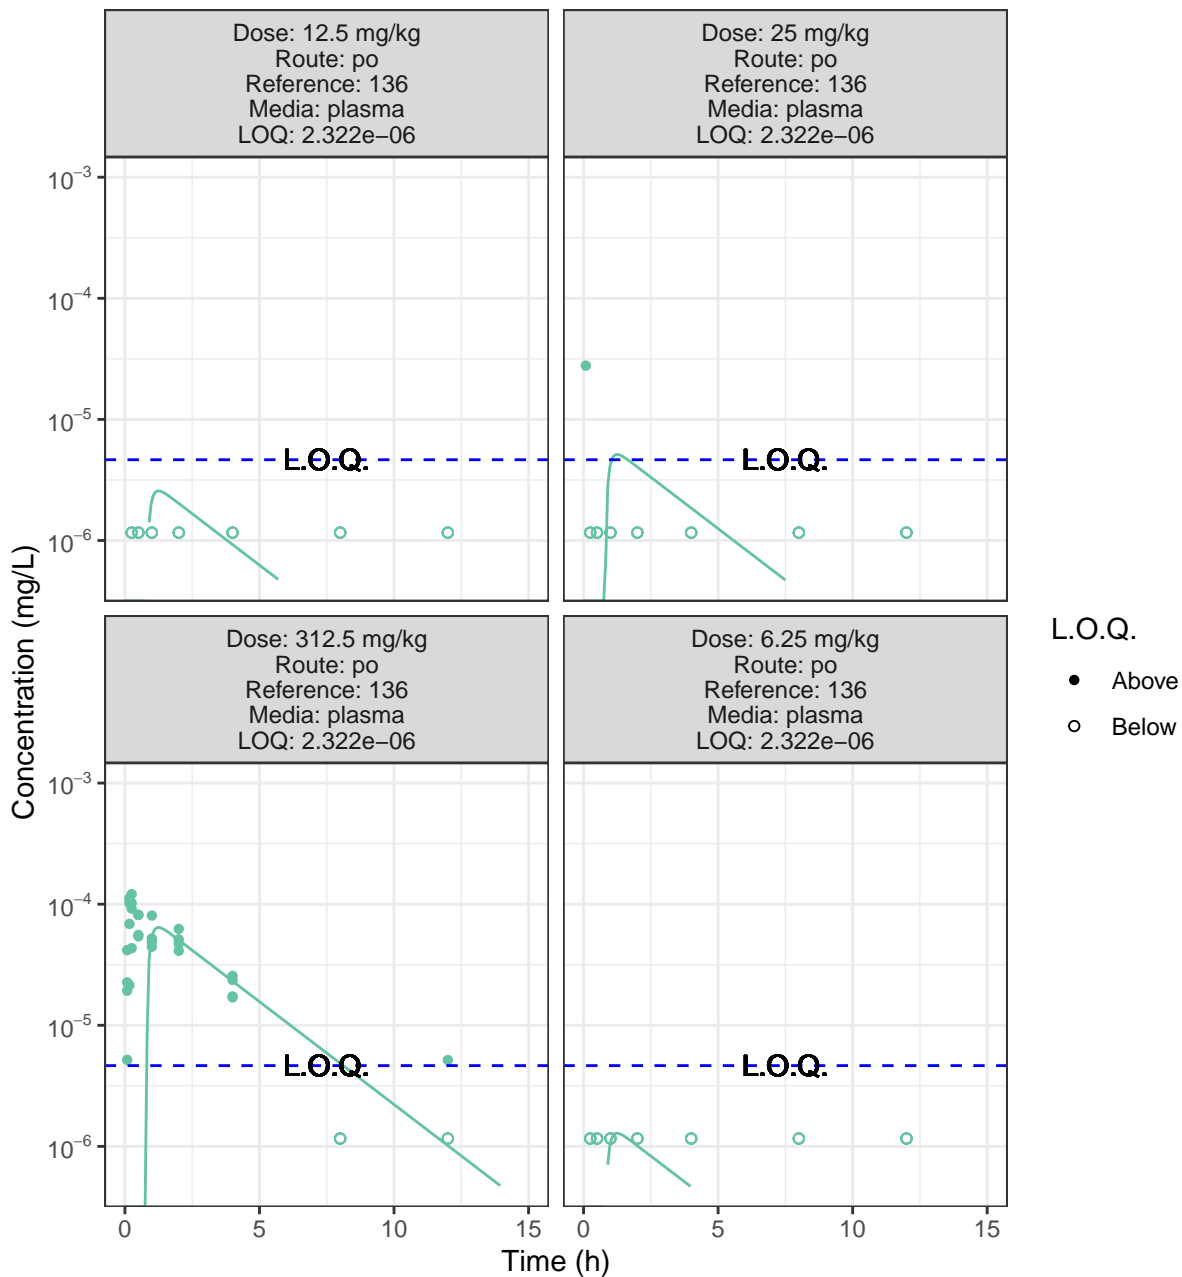 Dose: 12.5 mg/kg
Route: po
Reference: 136
Media: plasma
LOQ: 2.322e−06
Dose: 25 mg/kg
Route: po
Reference: 136
Media: plasma
LOQ: 2.322e−06
10⁻³
10⁻⁴
10⁻⁵
10⁻⁶
L.O.Q.
L.O.Q.
Dose: 312.5 mg/kg
Route: po
Reference: 136
Media: plasma
LOQ: 2.322e−06
Dose: 6.25 mg/kg
Route: po
Reference: 136
Media: plasma
LOQ: 2.322e−06
10⁻³
10⁻⁴
10⁻⁵
10⁻⁶
L.O.Q.
L.O.Q.
0 5 10 15
0 5 10 15
Time (h)
Concentration (mg/L)
L.O.Q.
Above
Below